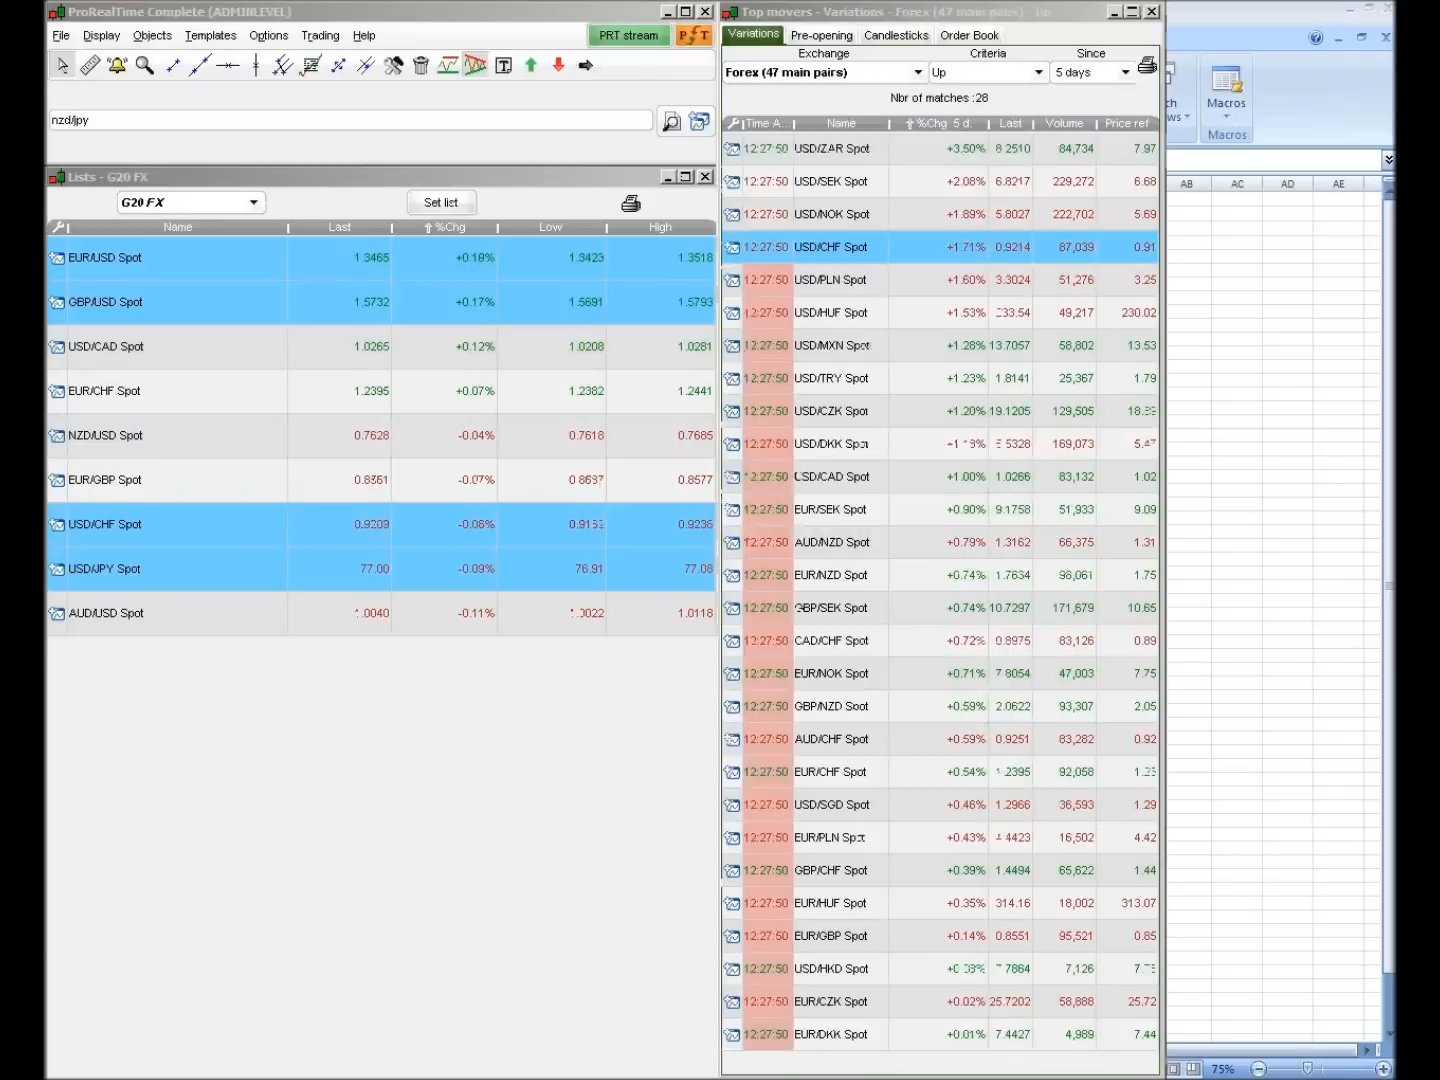 ProRealTime Complete (ADMINLEVEL)
File Display Objects Templates Options Trading Help
PRT stream
nzd/jpy
Lists - G20 FX
G20 FX
Set list
Name Last %Chg Low High
EUR/USD Spot 1.3465 +0.18% 1.3423 1.3518
GBP/USD Spot 1.5732 +0.17% 1.5691 1.5793
USD/CAD Spot 1.0265 +0.12% 1.0208 1.0281
EUR/CHF Spot 1.2395 +0.07% 1.2382 1.2441
NZD/USD Spot 0.7628 -0.04% 0.7618 0.7685
EUR/GBP Spot -0.07% 0.8577
USD/CHF Spot 0.9209 -0.06% 0.9236
USD/JPY Spot 77.00 -0.09% 76.91 77.08
AUD/USD Spot 1.0040 -0.11% 1.0022 1.0118
Top movers - Variations - Forex (47 main pairs) - Up
Variations Pre-opening Candlesticks Order Book
Exchange Criteria Since
Forex (47 main pairs) Up 5 days
Nbr of matches :28
Time A... Name %Chg 5 d. Last Volume Price ref
12:27:50 USD/ZAR Spot +3.50% 8.2510 84,734 7.97
12:27:50 USD/SEK Spot +2.08% 6.8217 229,272 6.68
12:27:50 USD/NOK Spot +1.89% 5.8027 222,702 5.69
12:27:50 USD/CHF Spot +1.71% 0.9214 87,039 0.91
12:27:50 USD/PLN Spot +1.60% 3.3024 51,276 3.25
12:27:50 USD/HUF Spot +1.53% 49,217 230.02
12:27:50 USD/MXN Spot +1.28% 13.7057 58,802 13.53
12:27:50 USD/TRY Spot +1.23% 1.8141 25,367 1.79
12:27:50 USD/CZK Spot +1.20% 19.1205 129,505
12:27:50 USD/DKK Spot 169,073
12:27:50 USD/CAD Spot +1.00% 1.0266 83,132 1.02
12:27:50 EUR/SEK Spot +0.90% 9.1758 51,933 9.09
12:27:50 AUD/NZD Spot +0.79% 1.3162 66,375 1.31
12:27:50 EUR/NZD Spot +0.74% 1.7634 1.75
12:27:50 GBP/SEK Spot +0.74% 10.7297 171,679 10.65
12:27:50 CAD/CHF Spot +0.72% 0.8975 83,126 0.89
12:27:50 EUR/NOK Spot +0.71% 7.8054 47,003 7.75
12:27:50 GBP/NZD Spot +0.59% 2.0622 93,307 2.05
12:27:50 AUD/CHF Spot +0.59% 0.9251 83,282 0.92
12:27:50 EUR/CHF Spot +0.54% 1.2395 92,058
12:27:50 USD/SGD Spot +0.46% 1.2966 36,593 1.29
12:27:50 EUR/PLN Spot +0.43% 4.4423 16,502 4.42
12:27:50 GBP/CHF Spot +0.39% 1.4494 65,622 1.44
12:27:50 EUR/HUF Spot +0.35% 314.16 18,002 313.07
12:27:50 EUR/GBP Spot +0.14% 0.8551 95,521 0.85
12:27:50 USD/HKD Spot 7.7864 7,126
12:27:50 EUR/CZK Spot +0.02% 25.7202 58,888 25.72
12:27:50 EUR/DKK Spot +0.01% 7.4427 4,989 7.44
Macros
Macros
AB AC AD AE
75%